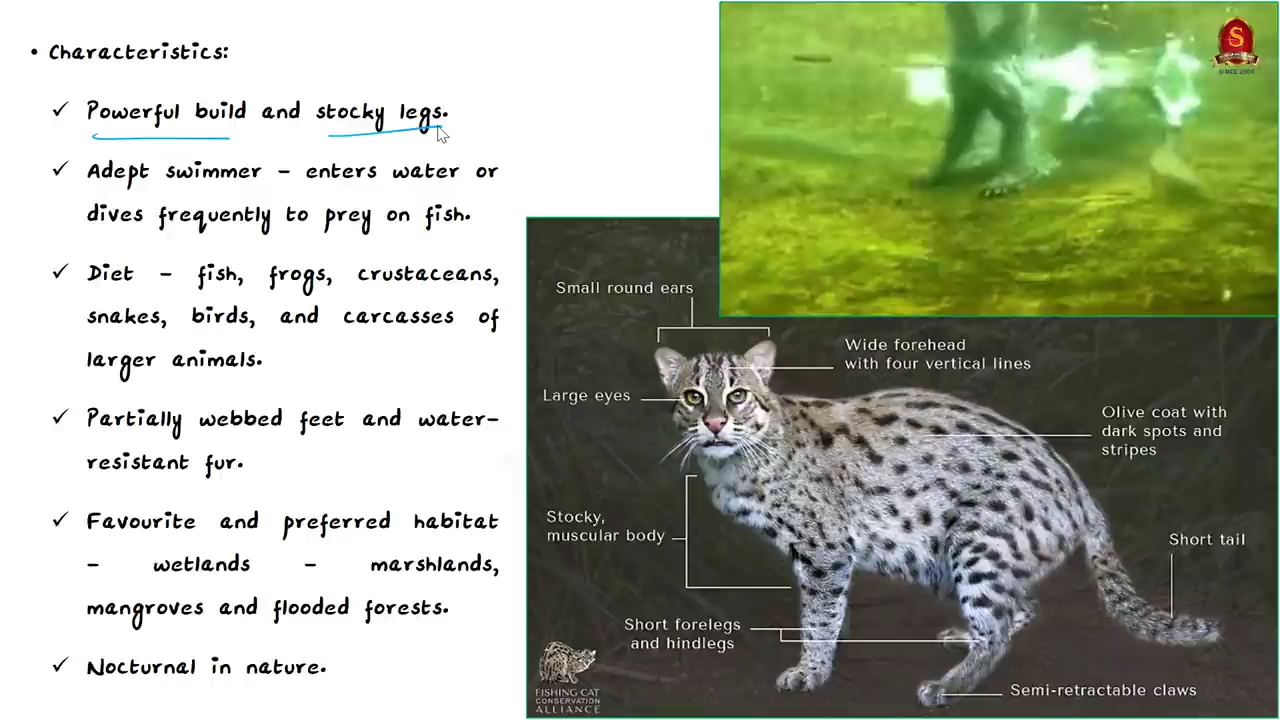 • Characteristics:
✓ Powerful build and stocky legs.
✓ Adept swimmer – enters water or
dives frequently to prey on fish.
✓ Diet – fish, frogs, crustaceans,
snakes, birds, and carcasses of
larger animals.
✓ Partially webbed feet and water-
resistant fur.
✓ Favourite and preferred habitat
– wetlands – marshlands,
mangroves and flooded forests.
✓ Nocturnal in nature.
S
SINCE 2004
Small round ears
Wide forehead
with four vertical lines
Large eyes
Olive coat with
dark spots and
stripes
Stocky,
muscular body
Short tail
Short forelegs
and hindlegs
Semi-retractable claws
FISHING CAT
CONSERVATION
ALLIANCE